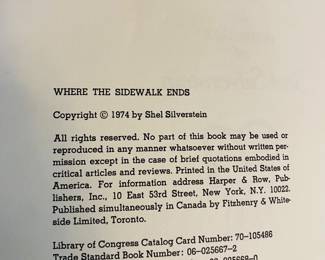 WHERE THE SIDEWALK ENDS
Copyright © 1974 by Shel Silverstein
All rights reserved. No part of this book may be used or
reproduced in any manner whatsoever without written per-
mission except in the case of brief quotations embodied in
critical articles and reviews. Printed in the United States of
America. For information address Harper & Row, Pub-
lishers, Inc., 10 East 53rd Street, New York, N.Y. 10022.
Published simultaneously in Canada by Fitzhenry & White-
side Limited, Toronto.
Library of Congress Catalog Card Number: 70-105486
Trade Standard Book Number: 06-025667-2